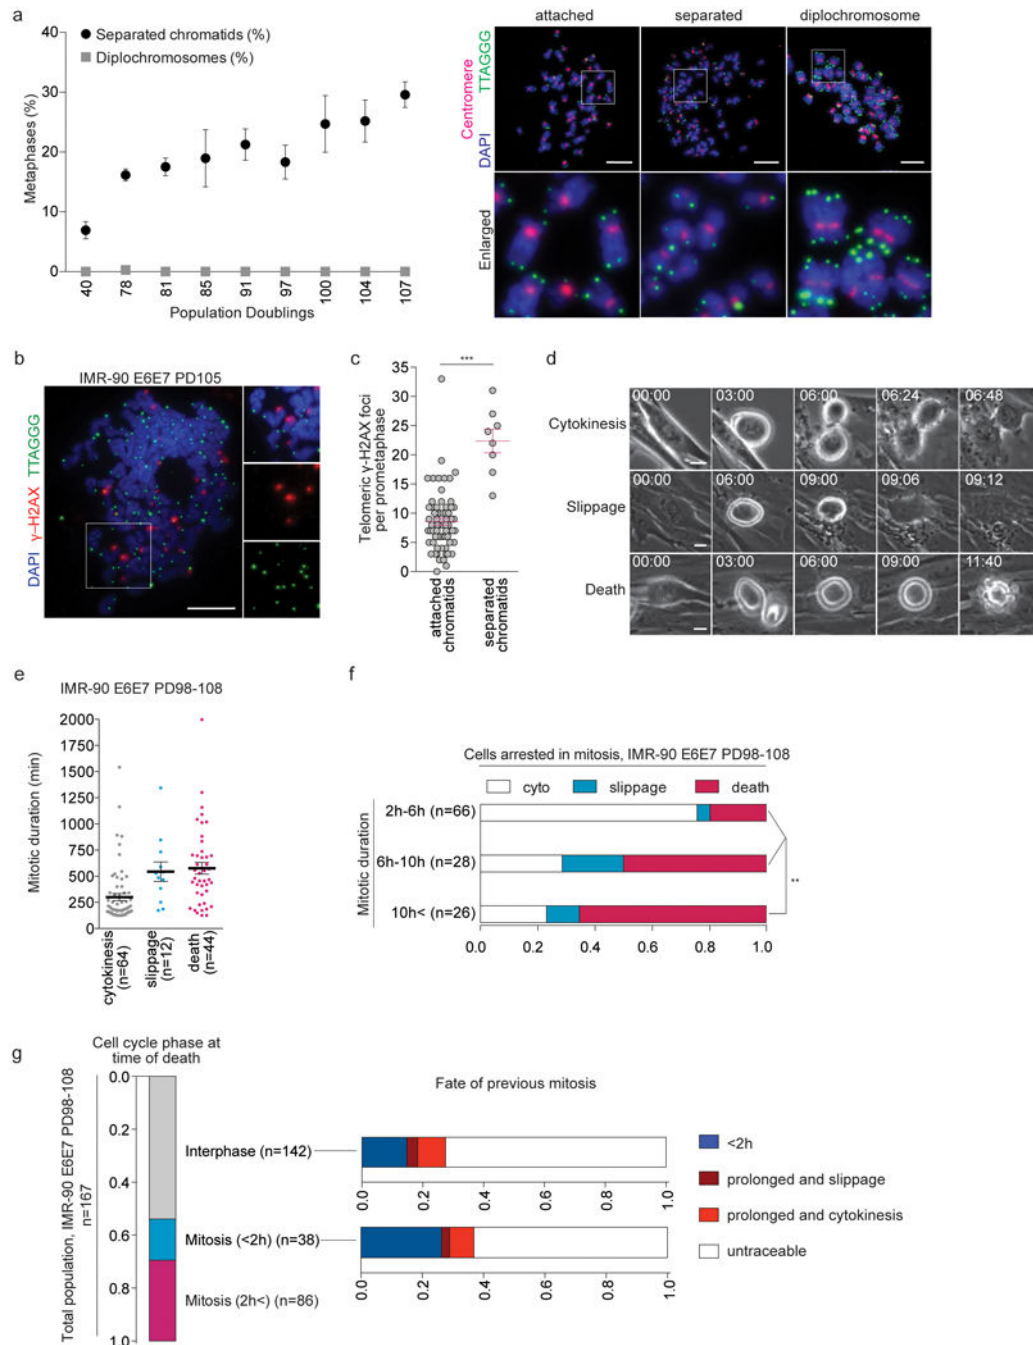 a
Separated chromatids (%)
Diplochromosomes (%)
Metaphases (%)
40
30
20
10
0
40
78
81
85
91
97
100
104
107
Population Doublings
attached
separated
diplochromosome
DAPI Centromere TTAGGG
Enlarged
b
IMR-90 E6E7 PD105
DAPI γ-H2AX TTAGGG
c
***
Telomeric γ-H2AX foci
per prometaphase
35
30
25
20
15
10
5
0
attached
chromatids
separated
chromatids
d
Cytokinesis
00:00
03:00
06:00
06:24
06:48
Slippage
00:00
06:00
09:00
09:06
09:12
Death
00:00
03:00
06:00
09:00
11:40
e
IMR-90 E6E7 PD98-108
Mitotic duration (min)
2000
1750
1500
1250
1000
750
500
250
0
cytokinesis
(n=64)
slippage
(n=12)
death
(n=44)
f
Cells arrested in mitosis, IMR-90 E6E7 PD98-108
cyto
slippage
death
Mitotic duration
2h-6h (n=66)
6h-10h (n=28)
10h< (n=26)
**
0.0
0.2
0.4
0.6
0.8
1.0
g
Cell cycle phase at
time of death
Total population, IMR-90 E6E7 PD98-108
n=167
0.0
0.2
0.4
0.6
0.8
1.0
Interphase (n=142)
Mitosis (<2h) (n=38)
Mitosis (2h<) (n=86)
Fate of previous mitosis
0.0
0.2
0.4
0.6
0.8
1.0
0.0
0.2
0.4
0.6
0.8
1.0
<2h
prolonged and slippage
prolonged and cytokinesis
untraceable